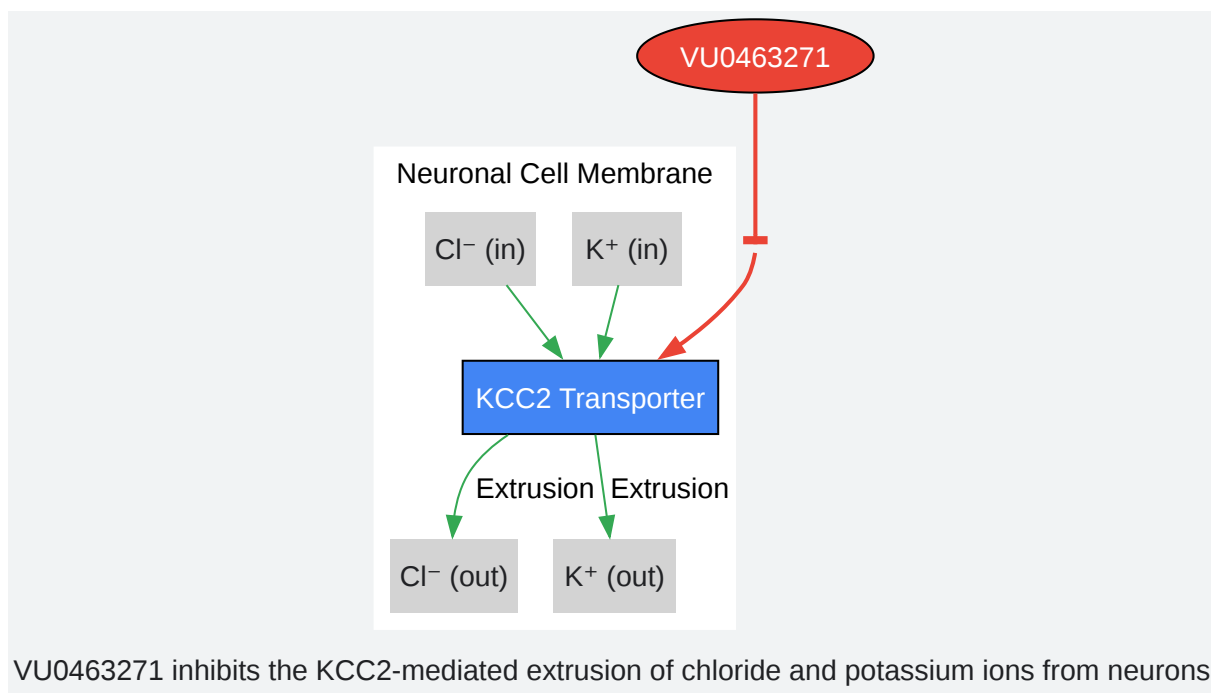 VU0463271
Neuronal Cell Membrane
Cl⁻ (in) K⁺ (in)
KCC2 Transporter
Extrusion Extrusion
Cl⁻ (out) K⁺ (out)
VU0463271 inhibits the KCC2-mediated extrusion of chloride and potassium ions from neurons